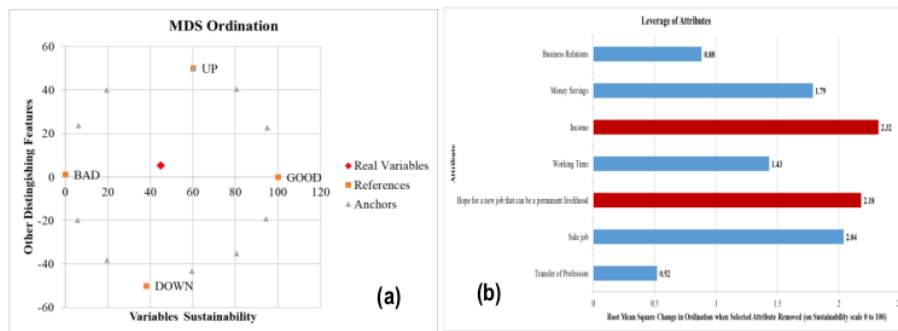 MDS Ordination
60
40
20
0
-20
-40
-60
UP
BAD
GOOD
DOWN
0
20
40
60
80
100
120
Other Distingishing Features
Variables Sustainability
Real Variables
References
Anchors
(a)
Leverage of Attributes
Attribute
Business Relations
0.88
Money Savings
1.79
Income
2.32
Working Time
1.43
Hope for a new job that can be a permanent livelihood
2.18
Side job
2.04
Transfer of Profession
0.52
(b)
0
0.5
1
1.5
2
Root Mean Square Change in Ordination when Selected Attribute Removed (on Sustainability scale 0 to 100)